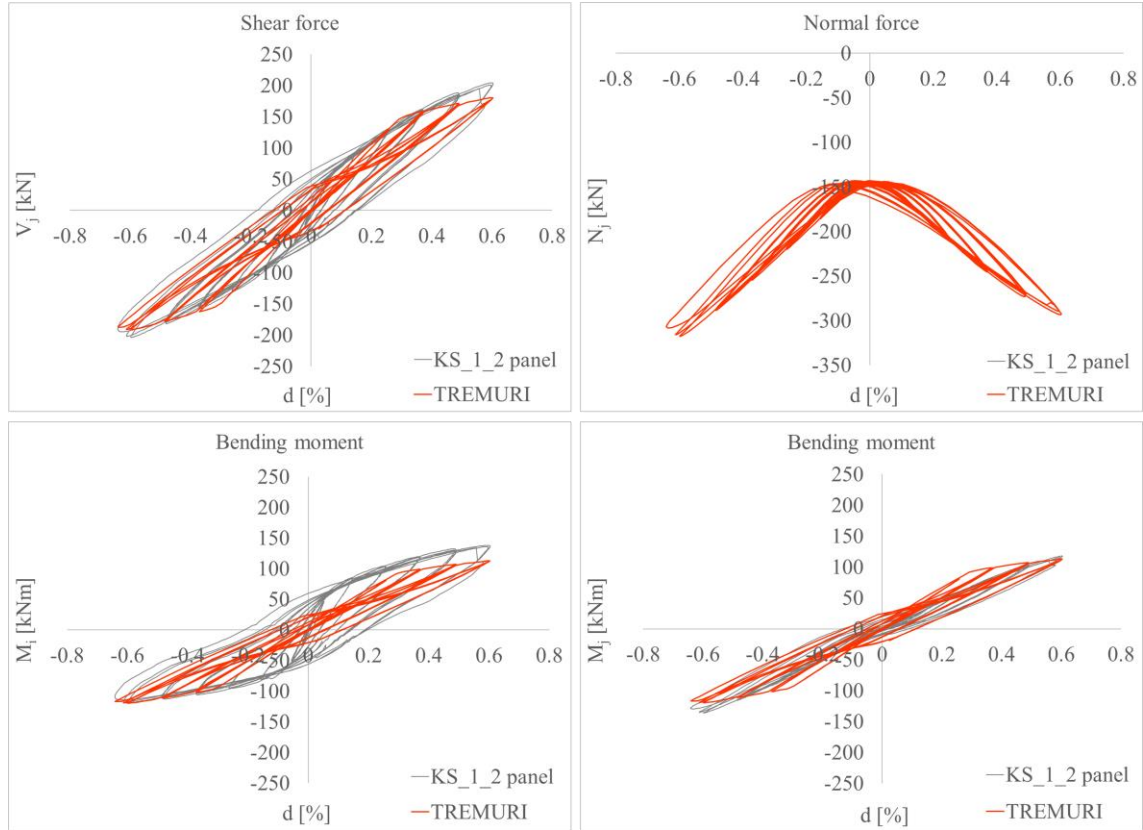 Shear force
250
200
150
100
50
0
-50
-100
-150
-200
-250
-0.8 -0.6 -0.4 -0.2 0 0.2 0.4 0.6 0.8
V_j [kN]
d [%]
KS_1_2 panel
TREMURI
Normal force
0
-50
-100
-150
-200
-250
-300
-350
-0.8 -0.6 -0.4 -0.2 0 0.2 0.4 0.6 0.8
N_j [kN]
d [%]
KS_1_2 panel
TREMURI
Bending moment
250
200
150
100
50
0
-50
-100
-150
-200
-250
-0.8 -0.6 -0.4 -0.2 0 0.2 0.4 0.6 0.8
M_i [kNm]
d [%]
KS_1_2 panel
TREMURI
Bending moment
250
200
150
100
50
0
-50
-100
-150
-200
-250
-0.8 -0.6 -0.4 -0.2 0 0.2 0.4 0.6 0.8
M_j [kNm]
d [%]
KS_1_2 panel
TREMURI